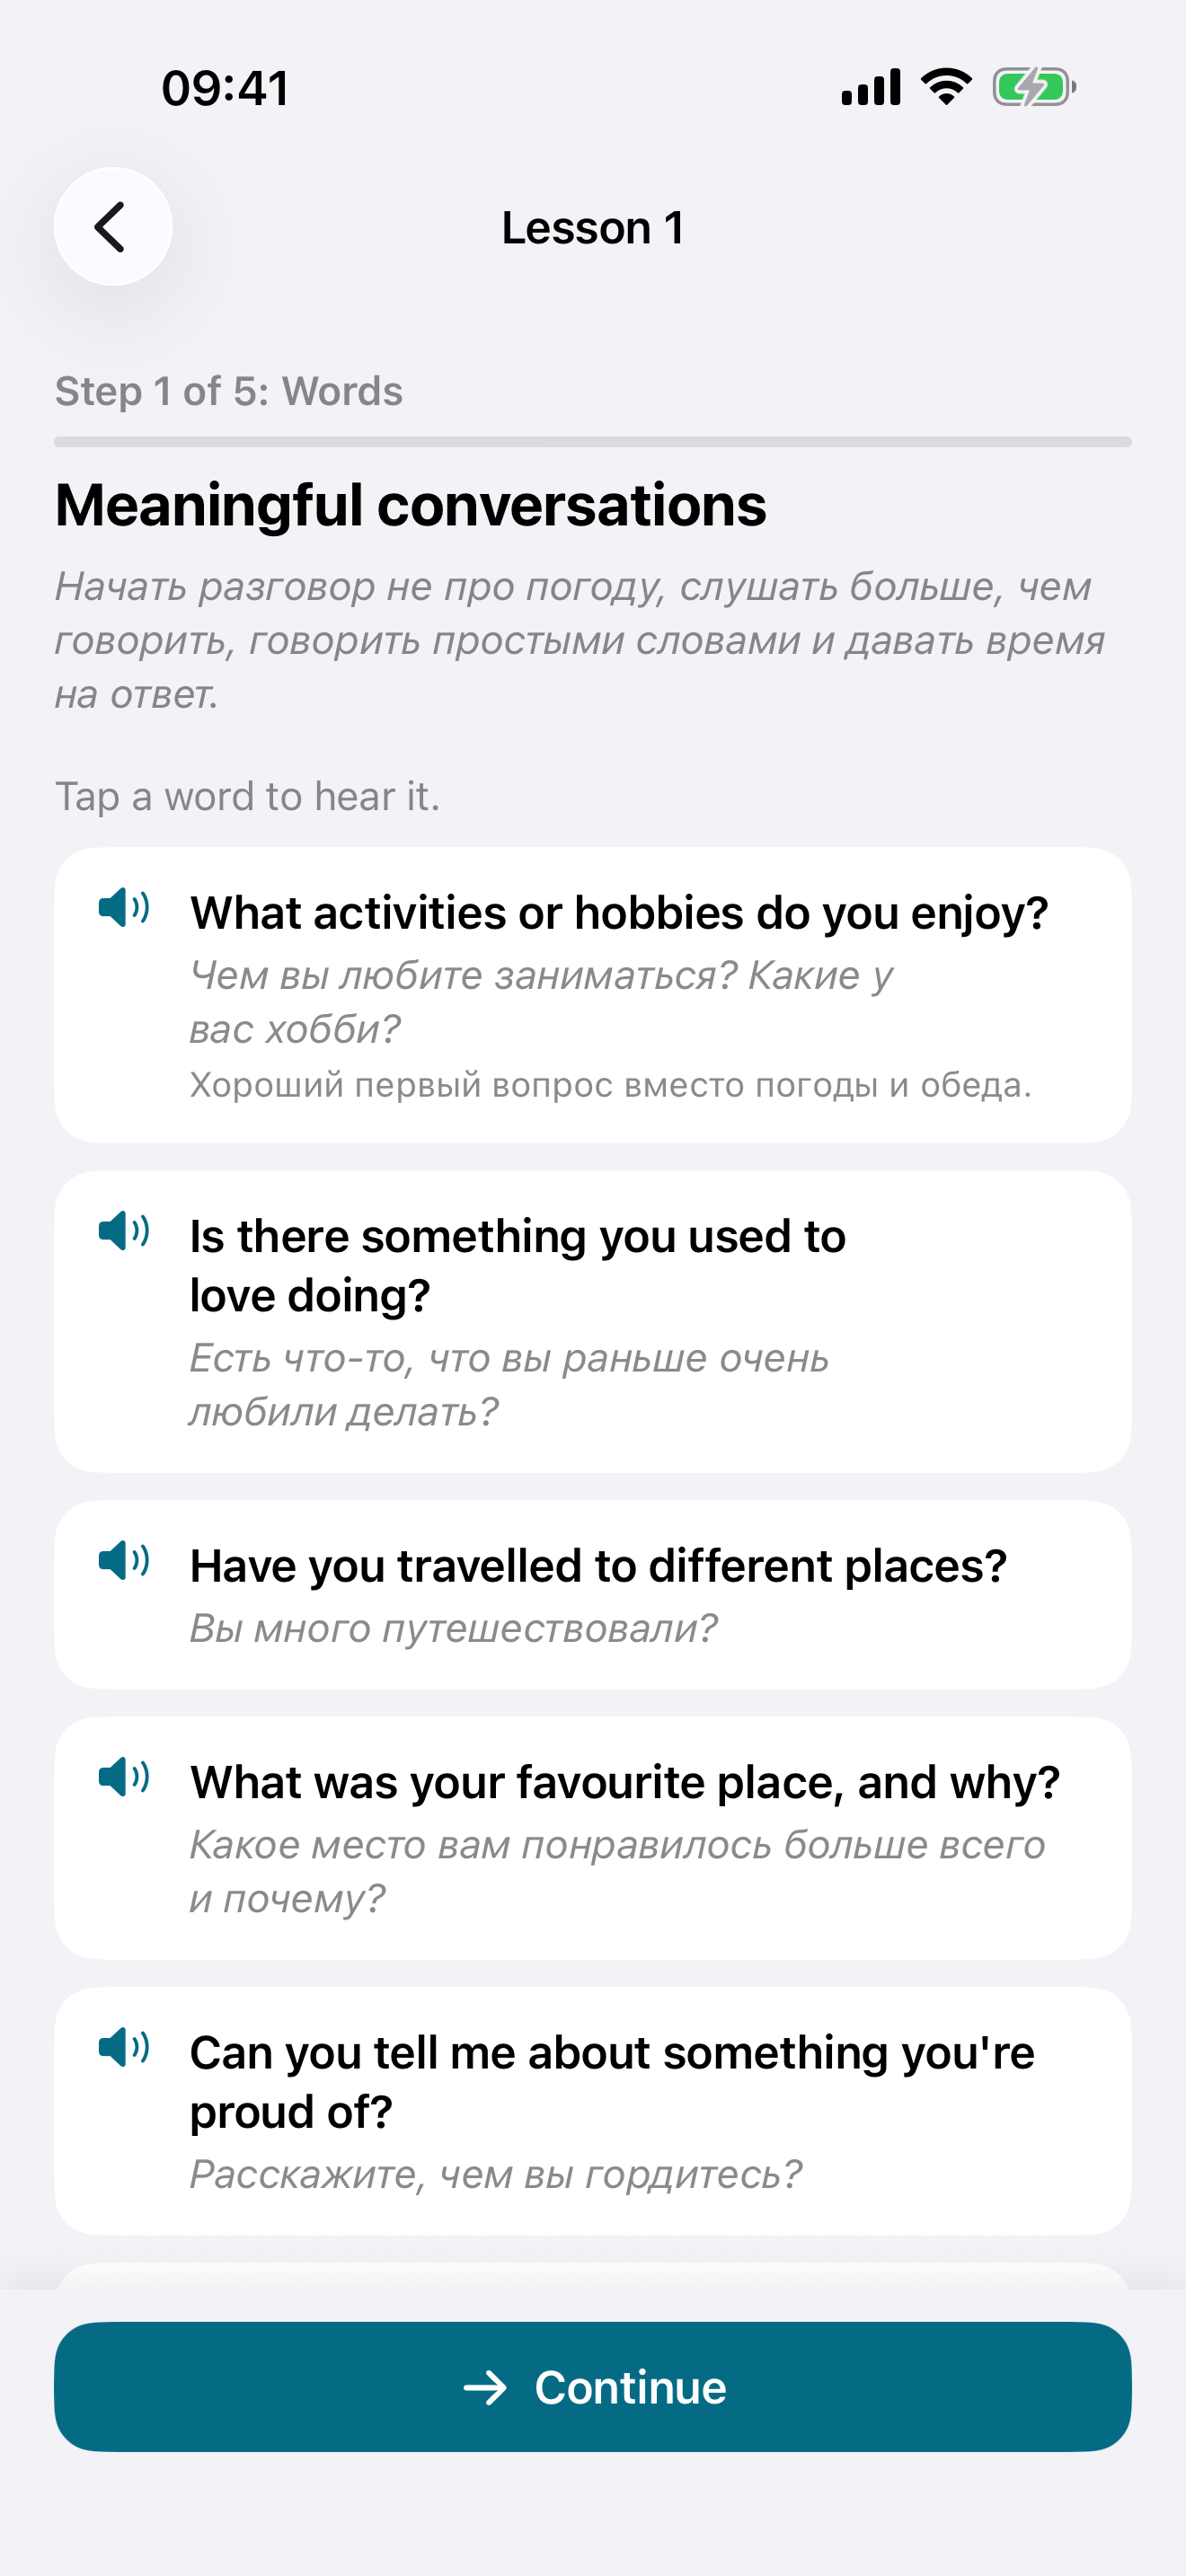 09:41
Lesson 1
Step 1 of 5: Words
Meaningful conversations
Начать разговор не про погоду, слушать больше, чем
говорить, говорить простыми словами и давать время
на ответ.
Tap a word to hear it.
What activities or hobbies do you enjoy?
Чем вы любите заниматься? Какие у
вас хобби?
Хороший первый вопрос вместо погоды и обеда.
Is there something you used to
love doing?
Есть что-то, что вы раньше очень
любили делать?
Have you travelled to different places?
Вы много путешествовали?
What was your favourite place, and why?
Какое место вам понравилось больше всего
и почему?
Can you tell me about something you're
proud of?
Расскажите, чем вы гордитесь?
Continue